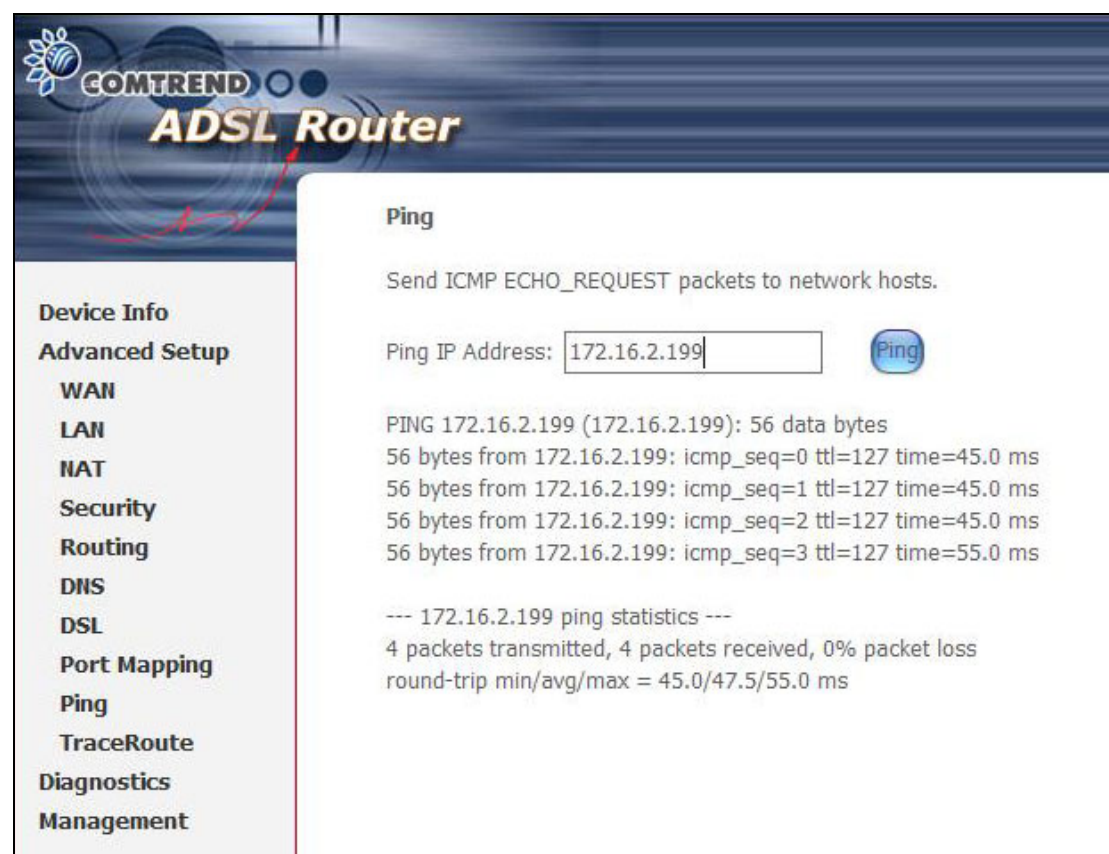 COMTREND
ADSL Router
Device Info
Advanced Setup
WAN
LAN
NAT
Security
Routing
DNS
DSL
Port Mapping
Ping
TraceRoute
Diagnostics
Management
Ping
Send ICMP ECHO_REQUEST packets to network hosts.
Ping IP Address: 172.16.2.199 Ping
PING 172.16.2.199 (172.16.2.199): 56 data bytes
56 bytes from 172.16.2.199: icmp_seq=0 ttl=127 time=45.0 ms
56 bytes from 172.16.2.199: icmp_seq=1 ttl=127 time=45.0 ms
56 bytes from 172.16.2.199: icmp_seq=2 ttl=127 time=45.0 ms
56 bytes from 172.16.2.199: icmp_seq=3 ttl=127 time=55.0 ms
--- 172.16.2.199 ping statistics ---
4 packets transmitted, 4 packets received, 0% packet loss
round-trip min/avg/max = 45.0/47.5/55.0 ms